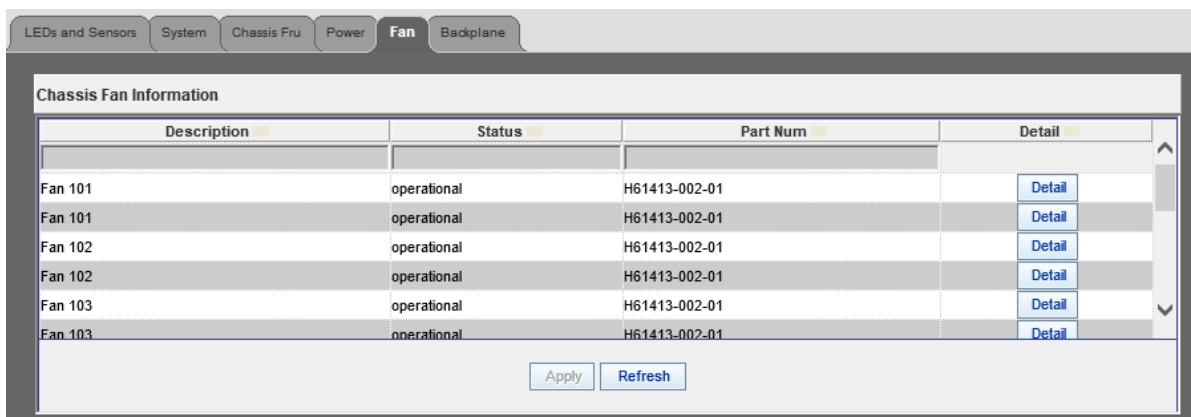 LEDs and Sensors System Chassis Fru Power Fan Backplane
Chassis Fan Information
Description Status Part Num Detail
Fan 101 operational H61413-002-01 Detail
Fan 101 operational H61413-002-01 Detail
Fan 102 operational H61413-002-01 Detail
Fan 102 operational H61413-002-01 Detail
Fan 103 operational H61413-002-01 Detail
Fan 103 operational H61413-002-01 Detail
Apply Refresh